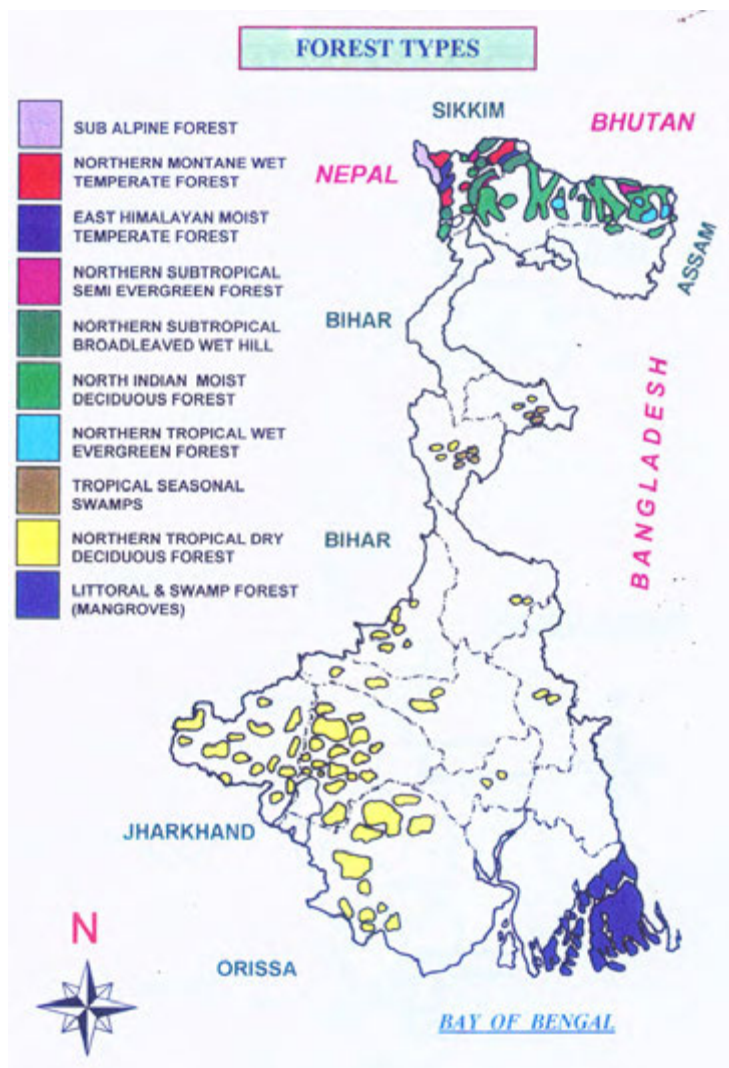 FOREST TYPES
SUB ALPINE FOREST
NORTHERN MONTANE WET
TEMPERATE FOREST
EAST HIMALAYAN MOIST
TEMPERATE FOREST
NORTHERN SUBTROPICAL
SEMI EVERGREEN FOREST
NORTHERN SUBTROPICAL
BROADLEAVED WET HILL
NORTH INDIAN MOIST
DECIDUOUS FOREST
NORTHERN TROPICAL WET
EVERGREEN FOREST
TROPICAL SEASONAL
SWAMPS
NORTHERN TROPICAL DRY
DECIDUOUS FOREST
LITTORAL & SWAMP FOREST
(MANGROVES)
SIKKIM
BHUTAN
NEPAL
ASSAM
BIHAR
BANGLADESH
BIHAR
JHARKHAND
N
ORISSA
BAY OF BENGAL